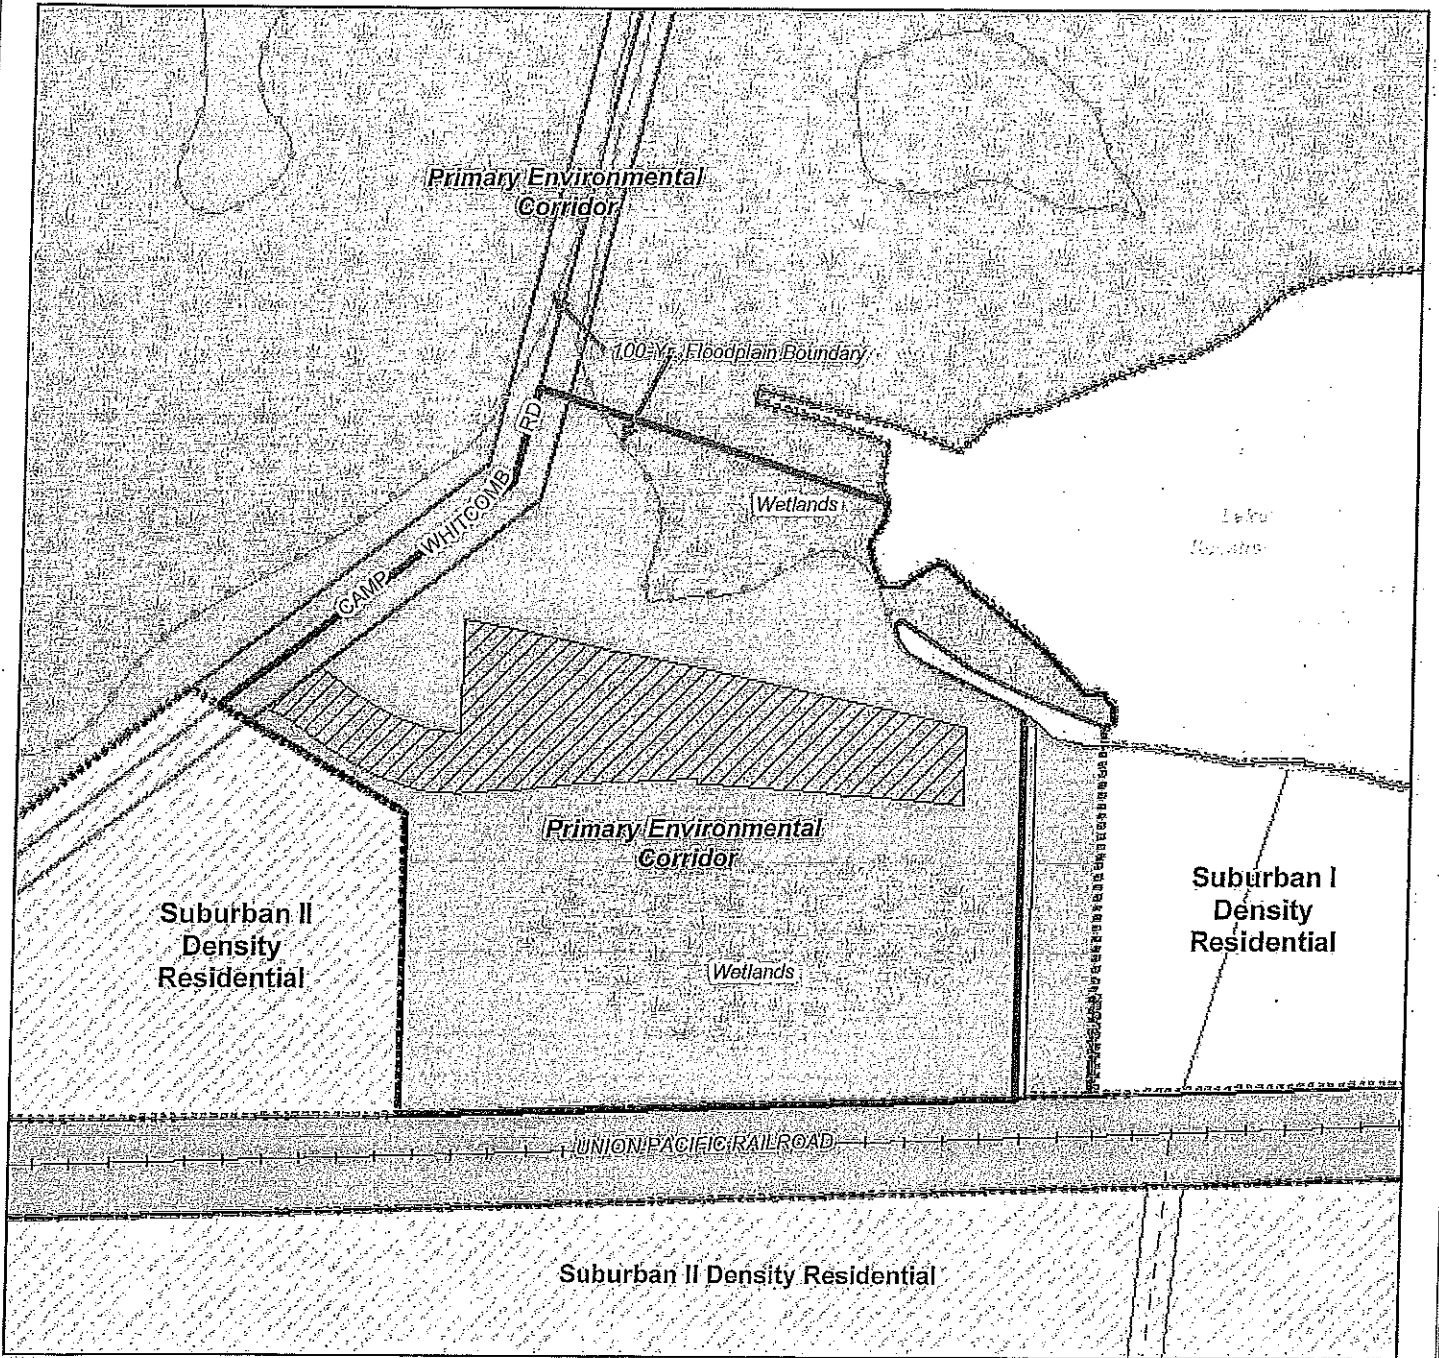 Primary Environmental
Corridor
100-Yr. Floodplain Boundary
RD
WHITCOMB
CAMP
Wetlands
Primary Environmental
Corridor
Suburban I
Density
Residential
Suburban II
Density
Residential
Wetlands
UNION PACIFIC RAILROAD
Suburban II Density Residential